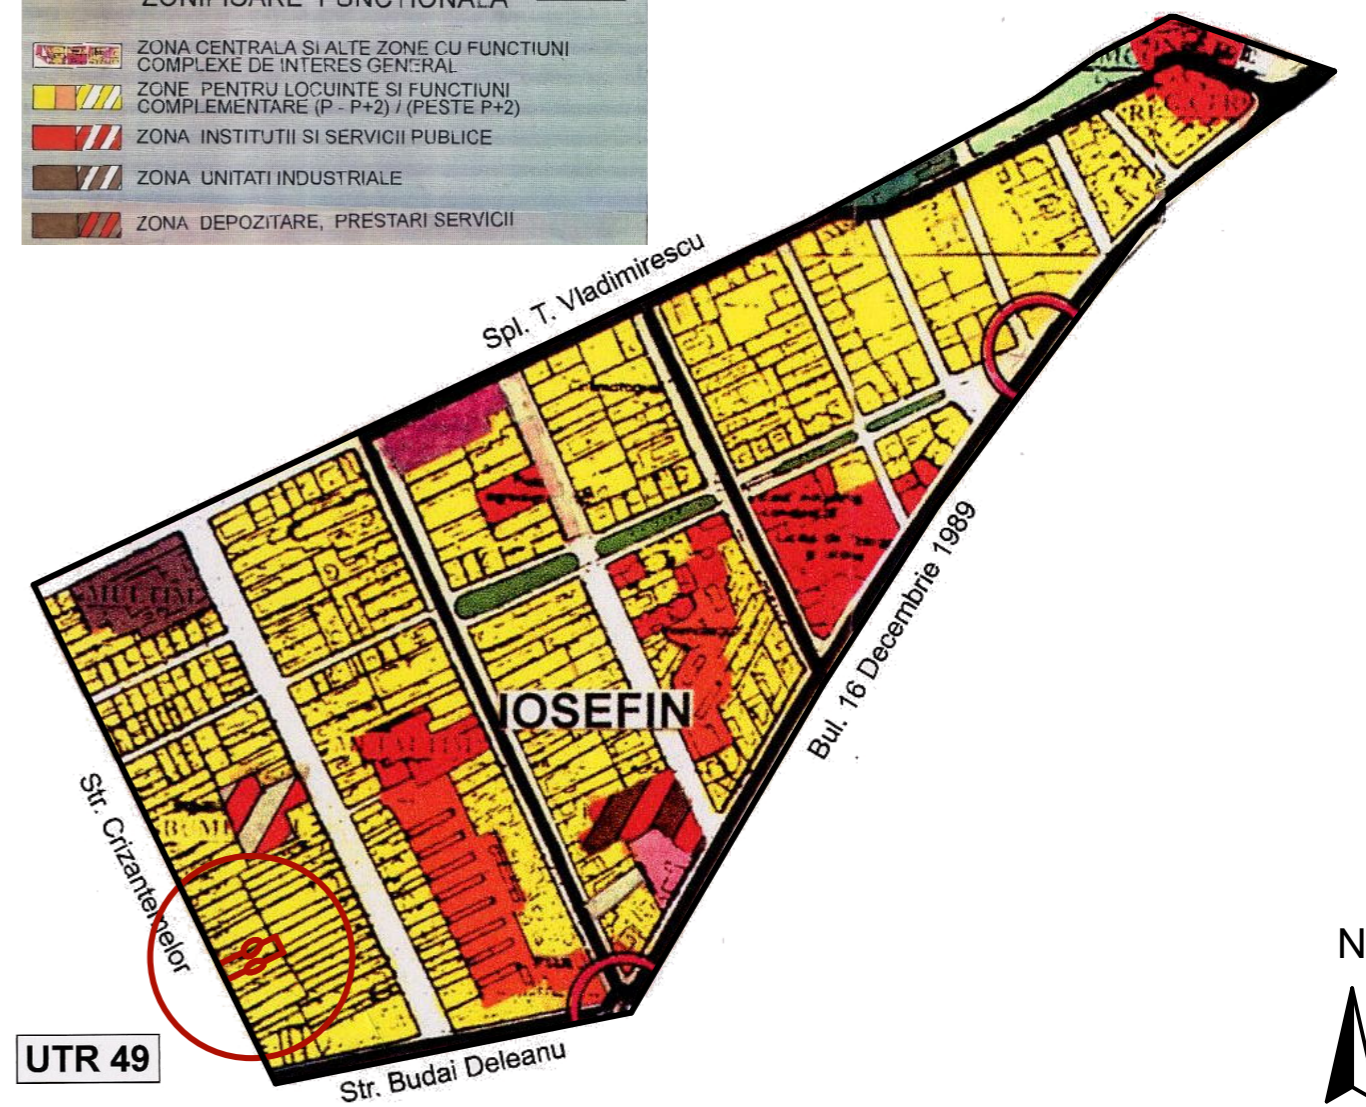 ZONIFICARE FUNCTIONALA
ZONA CENTRALA SI ALTE ZONE CU FUNCTIUNI
COMPLEXE DE INTERES GENERAL
ZONE PENTRU LOCUINTE SI FUNCTIUNI
COMPLEMENTARE (P - P+2) / (PESTE P+2)
ZONA INSTITUTII SI SERVICII PUBLICE
ZONA UNITATI INDUSTRIALE
ZONA DEPOZITARE, PRESTARI SERVICII
Spl. T. Vladimirescu
IOSEFIN
Bul. 16 Decembrie 1989
Str. Crizantemelor
N
UTR 49
Str. Budai Deleanu